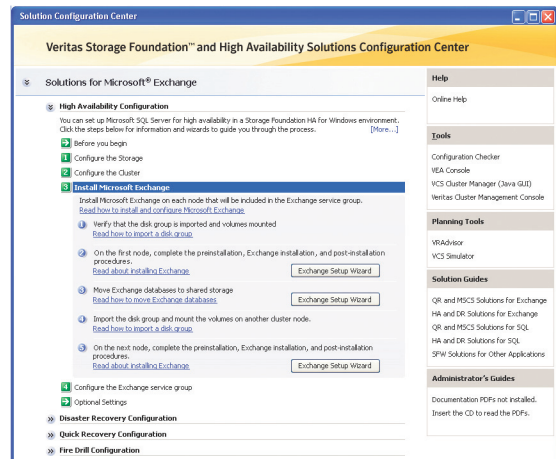 Solution Configuration Center
Veritas Storage Foundation™ and High Availability Solutions Configuration Center
Solutions for Microsoft® Exchange
High Availability Configuration
You can set up Microsoft SQL Server for high availability in a Storage Foundation HA for Windows environment.
Click the steps below for information and wizards to guide you through the process. [More...]
Before you begin
1 Configure the Storage
2 Configure the Cluster
3 Install Microsoft Exchange
Install Microsoft Exchange on each node that will be included in the Exchange service group.
Read how to install and configure Microsoft Exchange
1 Verify that the disk group is imported and volumes mounted
Read how to import a disk group
2 On the first node, complete the preinstallation, Exchange installation, and post-installation
procedures.
Read about installing Exchange Exchange Setup Wizard
3 Move Exchange databases to shared storage
Read how to move Exchange databases Exchange Setup Wizard
4 Import the disk group and mount the volumes on another cluster node.
Read how to import a disk group
5 On the next node, complete the preinstallation, Exchange installation, and post-installation
procedures.
Read about installing Exchange Exchange Setup Wizard
4 Configure the Exchange service group
Optional Settings
Disaster Recovery Configuration
Quick Recovery Configuration
Fire Drill Configuration
Help
Online Help
Tools
Configuration Checker
VEA Console
VCS Cluster Manager (Java GUI)
Veritas Cluster Management Console
Planning Tools
VRAdvisor
VCS Simulator
Solution Guides
QR and MSCS Solutions for Exchange
HA and DR Solutions for Exchange
QR and MSCS Solutions for SQL
HA and DR Solutions for SQL
SFW Solutions for Other Applications
Administrator's Guides
Documentation PDFs not installed.
Insert the CD to read the PDFs.